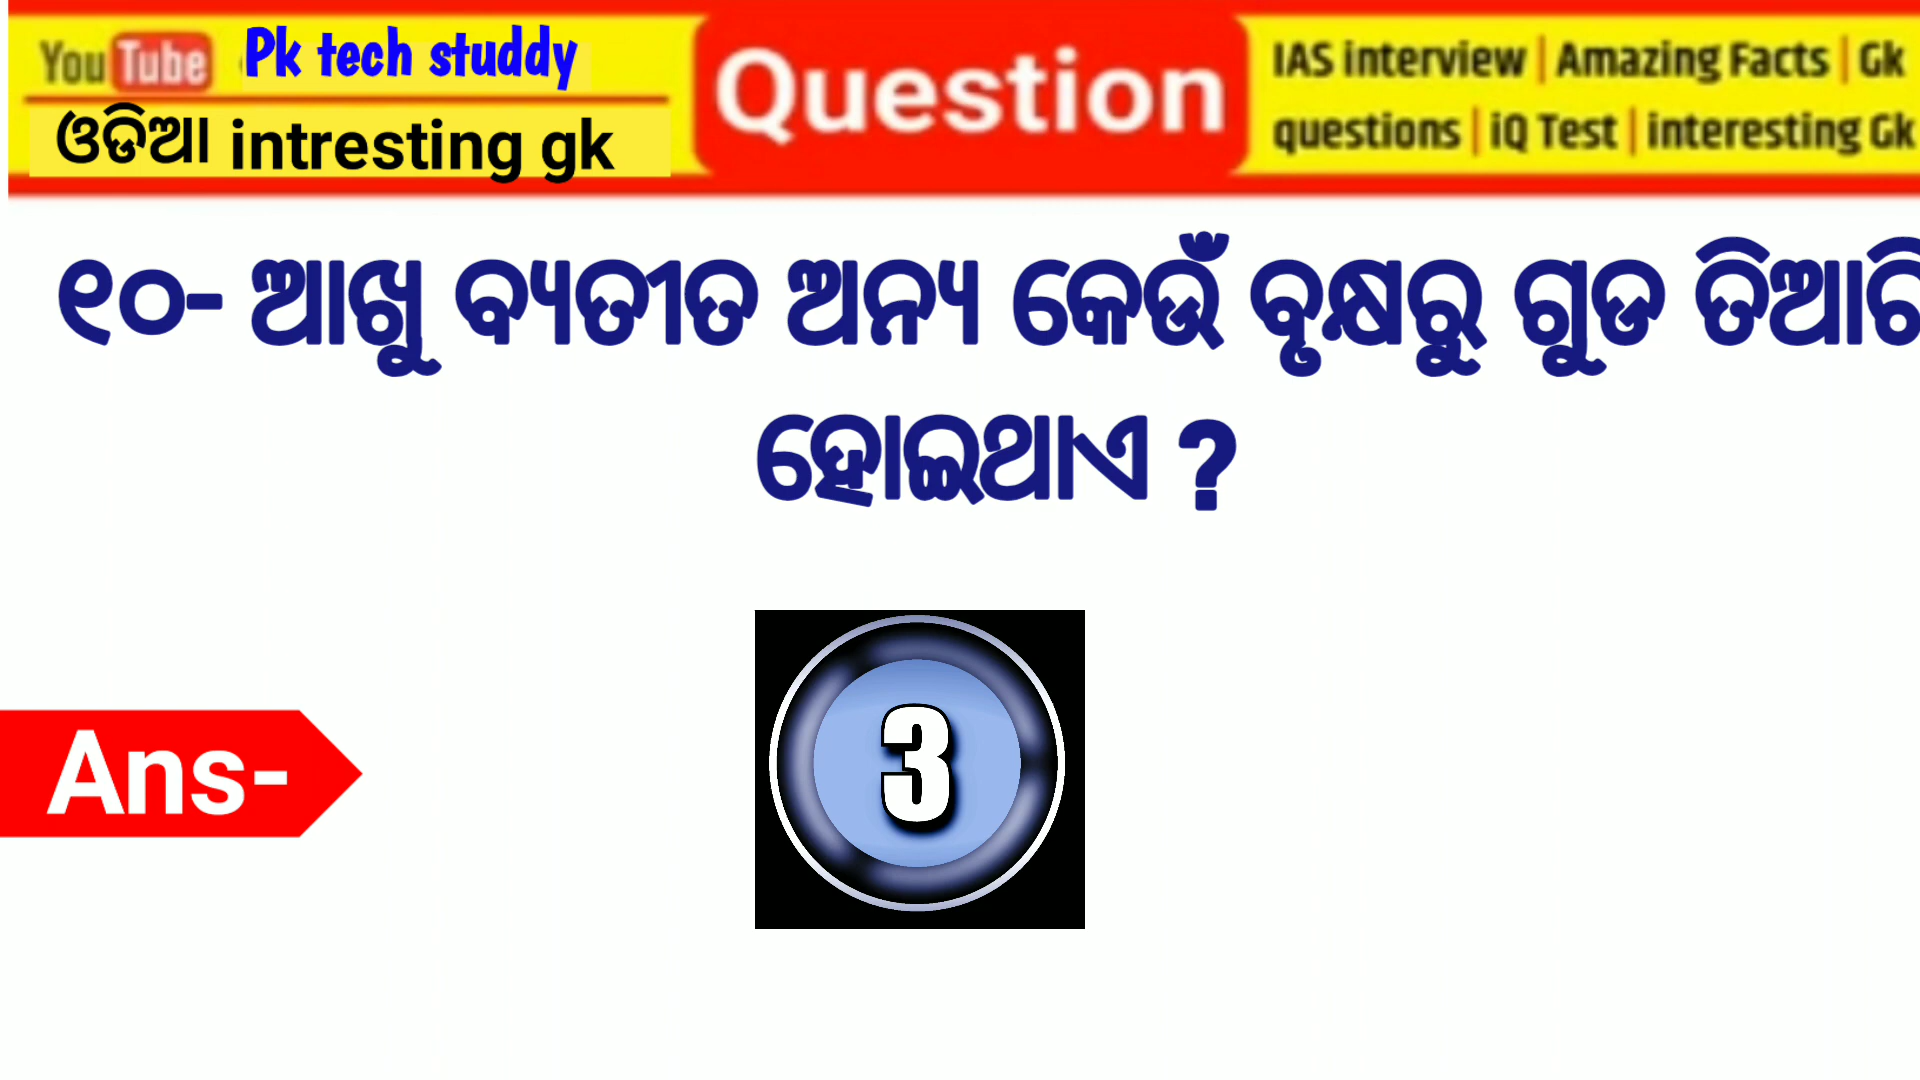 YouTube Pk tech studdy
ଓଡିଆ intresting gk
Question
IAS interview | Amazing Facts | Gk
questions | iQ Test | interesting Gk
୧୦- ଆଖୁ ବ୍ୟତୀତ ଅନ୍ୟ କେଉଁ ବୃକ୍ଷରୁ ଗୁଡ ତିଆରି
ହୋଇଥାଏ ?
3
Ans-